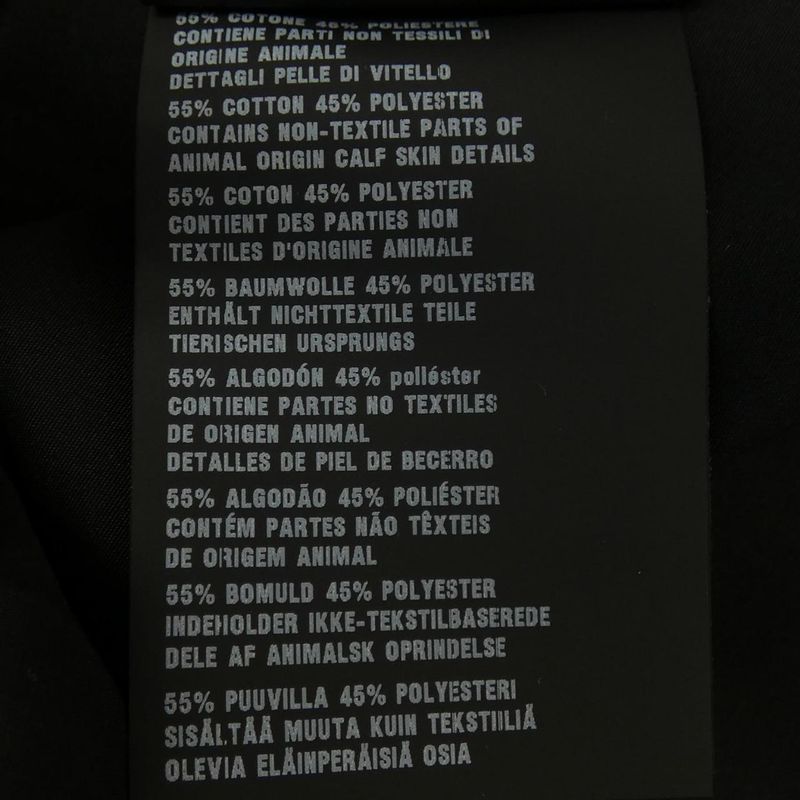 55% COTONE 45% POLIESTERE
CONTIENE PARTI NON TESSILI DI
ORIGINE ANIMALE
DETTAGLI PELLE DI VITELLO
55% COTTON 45% POLYESTER
CONTAINS NON-TEXTILE PARTS OF
ANIMAL ORIGIN CALF SKIN DETAILS
55% COTON 45% POLYESTER
CONTIENT DES PARTIES NON
TEXTILES D'ORIGINE ANIMALE
55% BAUMWOLLE 45% POLYESTER
ENTHÄLT NICHTTEXTILE TEILE
TIERISCHEN URSPRUNGS
55% ALGODÓN 45% poliéster
CONTIENE PARTES NO TEXTILES
DE ORIGEN ANIMAL
DETALLES DE PIEL DE BECERRO
55% ALGODÃO 45% POLIÉSTER
CONTÉM PARTES NÃO TÊXTEIS
DE ORIGEM ANIMAL
55% BOMULD 45% POLYESTER
INDEHOLDER IKKE-TEKSTILBASEREDE
DELE AF ANIMALSK OPRINDELSE
55% PUUVILLA 45% POLYESTERI
SISÄLTÄÄ MUUTA KUIN TEKSTIILIÄ
OLEVIA ELÄINPERÄISIÄ OSIA